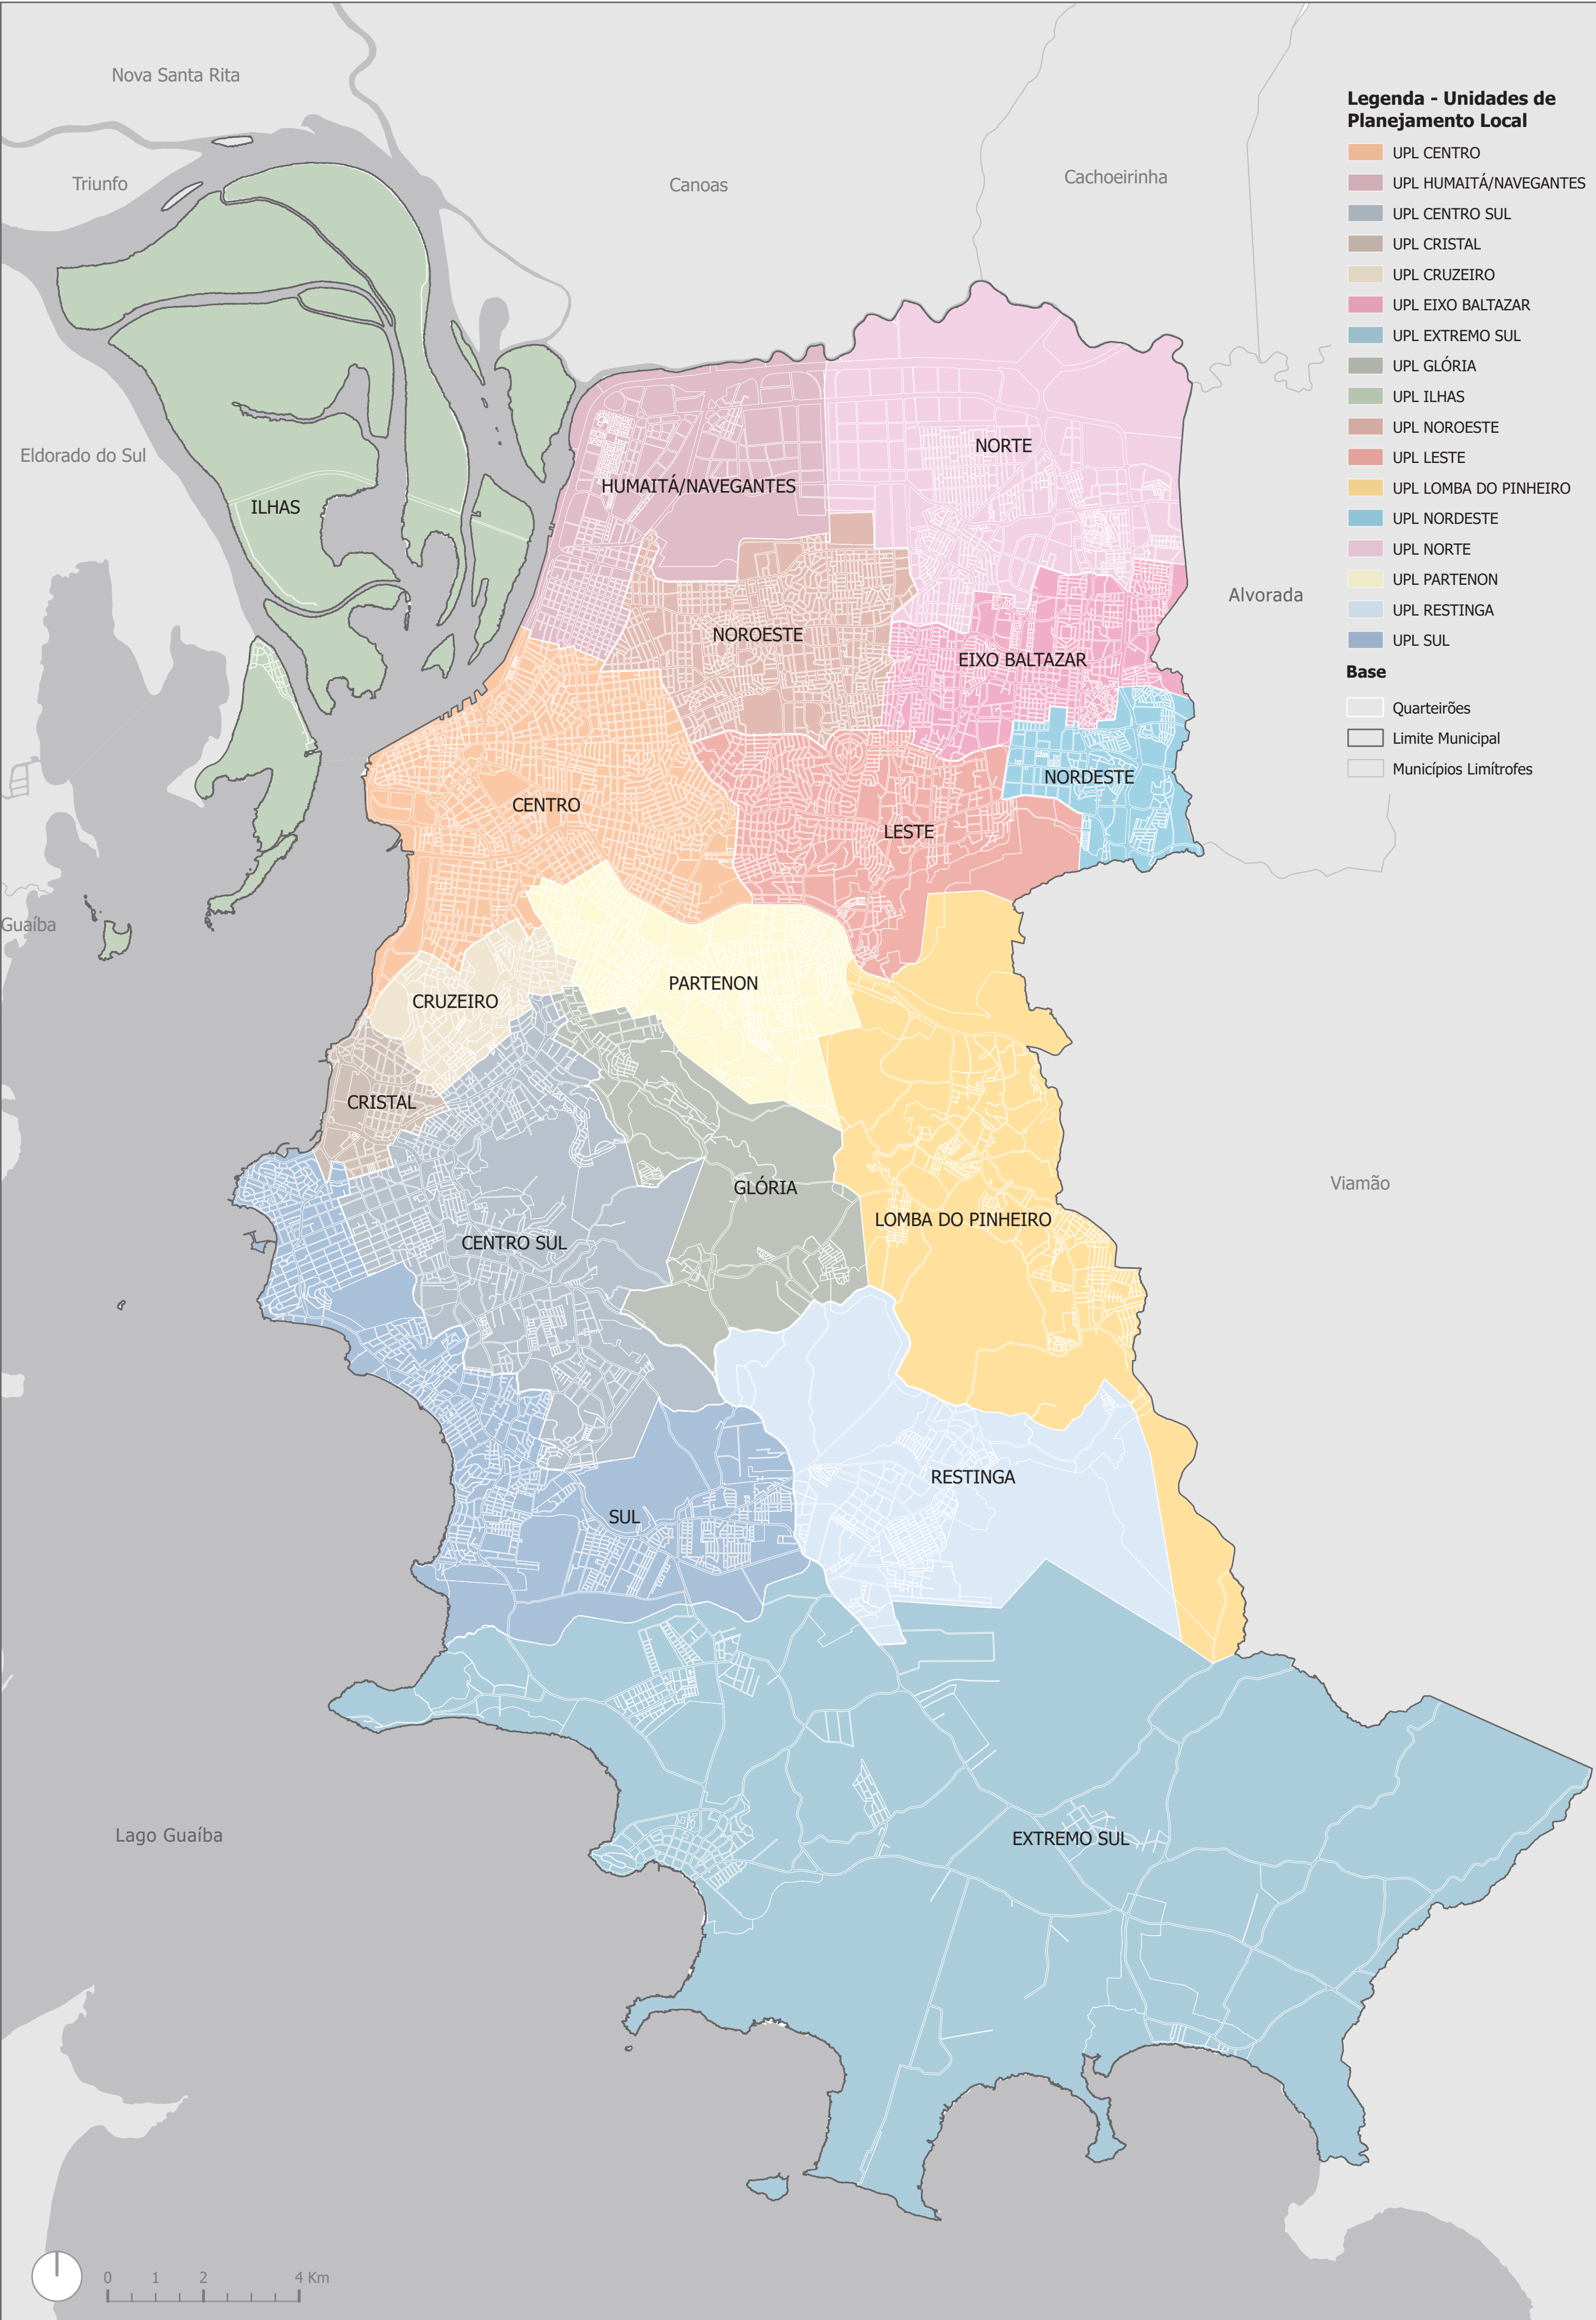 Nova Santa Rita
Triunfo
Canoas
Cachoeirinha
Legenda - Unidades de
Planejamento Local
UPL CENTRO
UPL HUMAITÁ/NAVEGANTES
UPL CENTRO SUL
UPL CRISTAL
UPL CRUZEIRO
UPL EIXO BALTAZAR
UPL EXTREMO SUL
UPL GLÓRIA
UPL ILHAS
UPL NOROESTE
UPL LESTE
UPL LOMBA DO PINHEIRO
UPL NORDESTE
UPL NORTE
UPL PARTENON
UPL RESTINGA
UPL SUL
Base
Quarteirões
Limite Municipal
Municípios Limítrofes
NORTE
Eldorado do Sul
HUMAITÁ/NAVEGANTES
ILHAS
Alvorada
NOROESTE
EIXO BALTAZAR
NORDESTE
CENTRO
LESTE
Guaíba
PARTENON
CRUZEIRO
CRISTAL
Viamão
GLÓRIA
LOMBA DO PINHEIRO
CENTRO SUL
RESTINGA
SUL
Lago Guaíba
EXTREMO SUL
0 1 2 4 Km